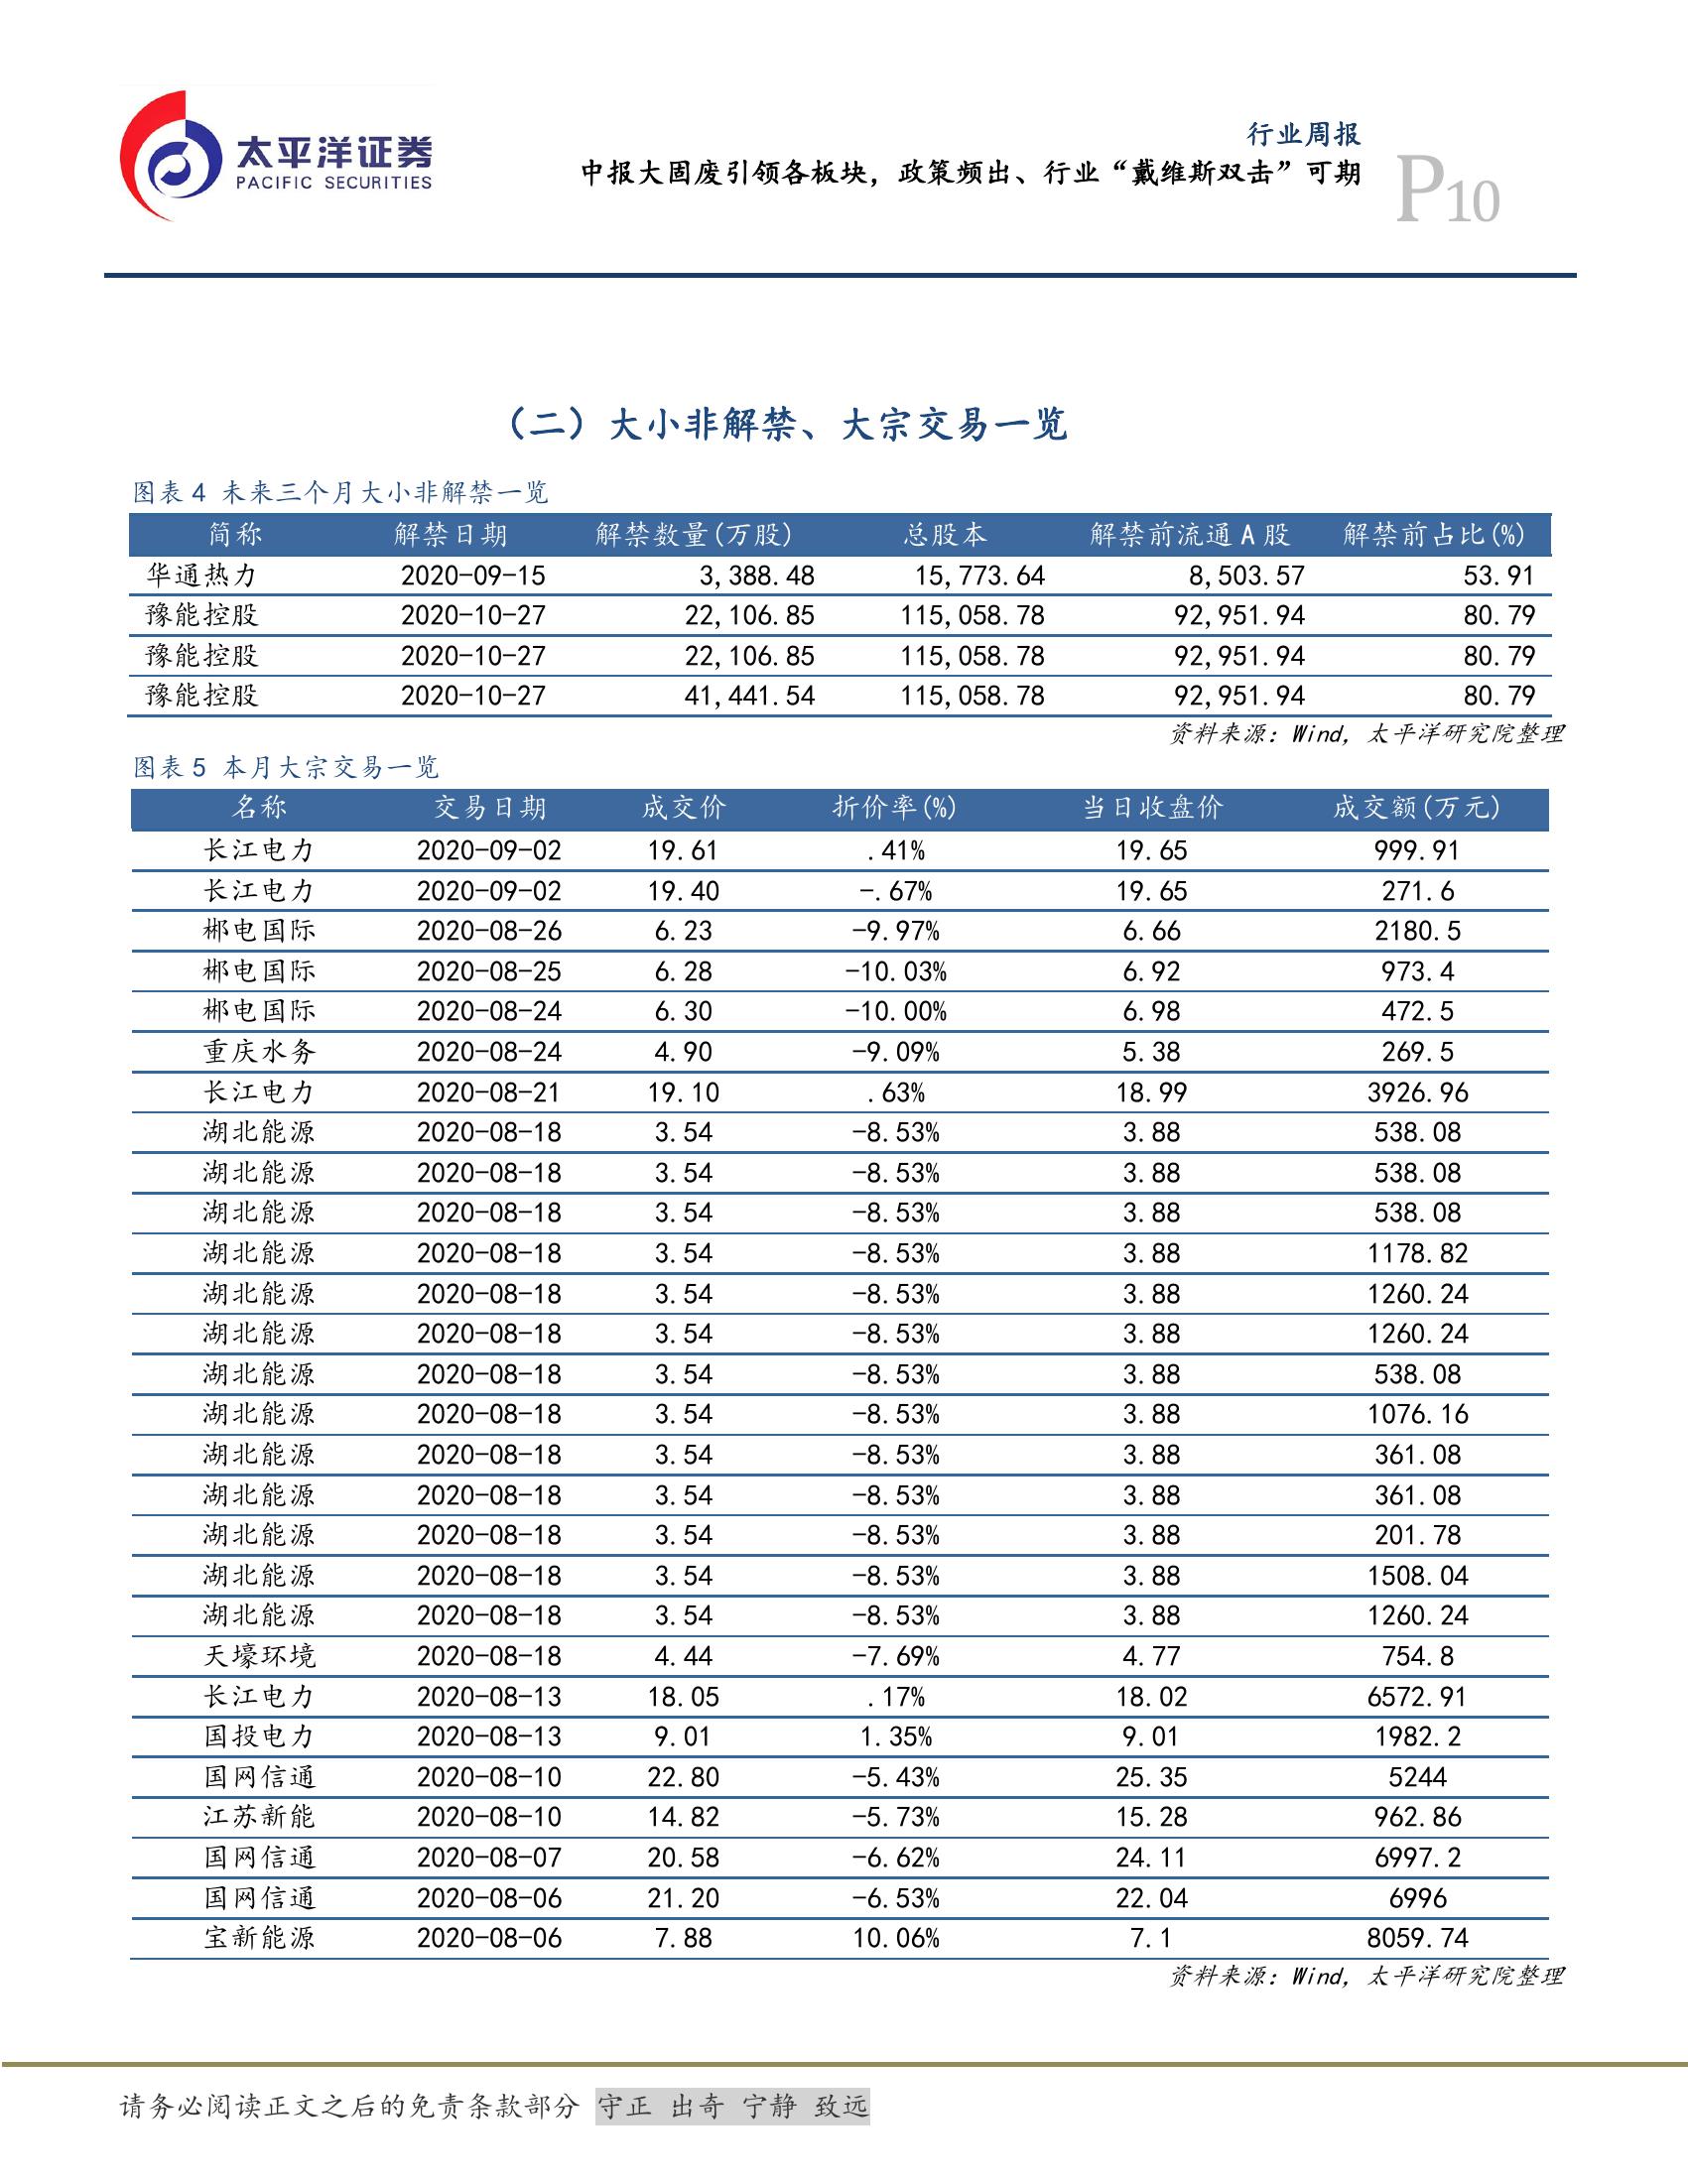 太平洋证券
PACIFIC SECURITIES
行业周报
中报大固废引领各板块，政策频出、行业“戴维斯双击”可期
P10
（二）大小非解禁、大宗交易一览
图表 4 未来三个月大小非解禁一览
简称 解禁日期 解禁数量(万股) 总股本 解禁前流通 A 股 解禁前占比(%)
华通热力 2020-09-15 3,388.48 15,773.64 8,503.57 53.91
豫能控股 2020-10-27 22,106.85 115,058.78 92,951.94 80.79
豫能控股 2020-10-27 22,106.85 115,058.78 92,951.94 80.79
豫能控股 2020-10-27 41,441.54 115,058.78 92,951.94 80.79
资料来源：Wind，太平洋研究院整理
图表 5 本月大宗交易一览
名称 交易日期 成交价 折价率(%) 当日收盘价 成交额(万元)
长江电力 2020-09-02 19.61 .41% 19.65 999.91
长江电力 2020-09-02 19.40 -.67% 19.65 271.6
郴电国际 2020-08-26 6.23 -9.97% 6.66 2180.5
郴电国际 2020-08-25 6.28 -10.03% 6.92 973.4
郴电国际 2020-08-24 6.30 -10.00% 6.98 472.5
重庆水务 2020-08-24 4.90 -9.09% 5.38 269.5
长江电力 2020-08-21 19.10 .63% 18.99 3926.96
湖北能源 2020-08-18 3.54 -8.53% 3.88 538.08
湖北能源 2020-08-18 3.54 -8.53% 3.88 538.08
湖北能源 2020-08-18 3.54 -8.53% 3.88 538.08
湖北能源 2020-08-18 3.54 -8.53% 3.88 1178.82
湖北能源 2020-08-18 3.54 -8.53% 3.88 1260.24
湖北能源 2020-08-18 3.54 -8.53% 3.88 1260.24
湖北能源 2020-08-18 3.54 -8.53% 3.88 538.08
湖北能源 2020-08-18 3.54 -8.53% 3.88 1076.16
湖北能源 2020-08-18 3.54 -8.53% 3.88 361.08
湖北能源 2020-08-18 3.54 -8.53% 3.88 361.08
湖北能源 2020-08-18 3.54 -8.53% 3.88 201.78
湖北能源 2020-08-18 3.54 -8.53% 3.88 1508.04
湖北能源 2020-08-18 3.54 -8.53% 3.88 1260.24
天壕环境 2020-08-18 4.44 -7.69% 4.77 754.8
长江电力 2020-08-13 18.05 .17% 18.02 6572.91
国投电力 2020-08-13 9.01 1.35% 9.01 1982.2
国网信通 2020-08-10 22.80 -5.43% 25.35 5244
江苏新能 2020-08-10 14.82 -5.73% 15.28 962.86
国网信通 2020-08-07 20.58 -6.62% 24.11 6997.2
国网信通 2020-08-06 21.20 -6.53% 22.04 6996
宝新能源 2020-08-06 7.88 10.06% 7.1 8059.74
资料来源：Wind，太平洋研究院整理
请务必阅读正文之后的免责条款部分 守正 出奇 宁静 致远